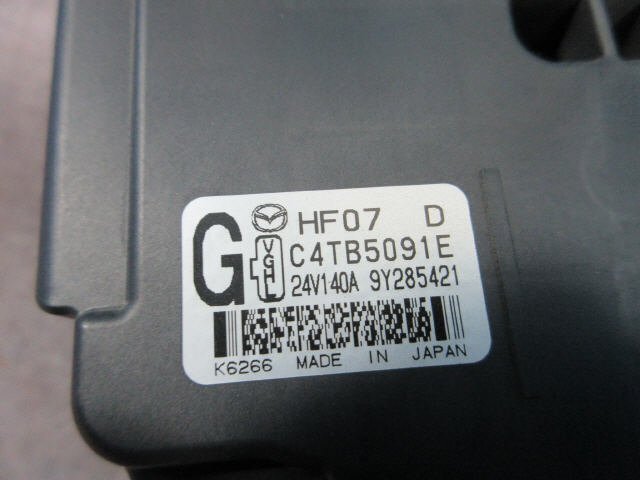 G HF07 D
VGHL C4TB5091E
24V140A 9Y285421
K6266 MADE IN JAPAN